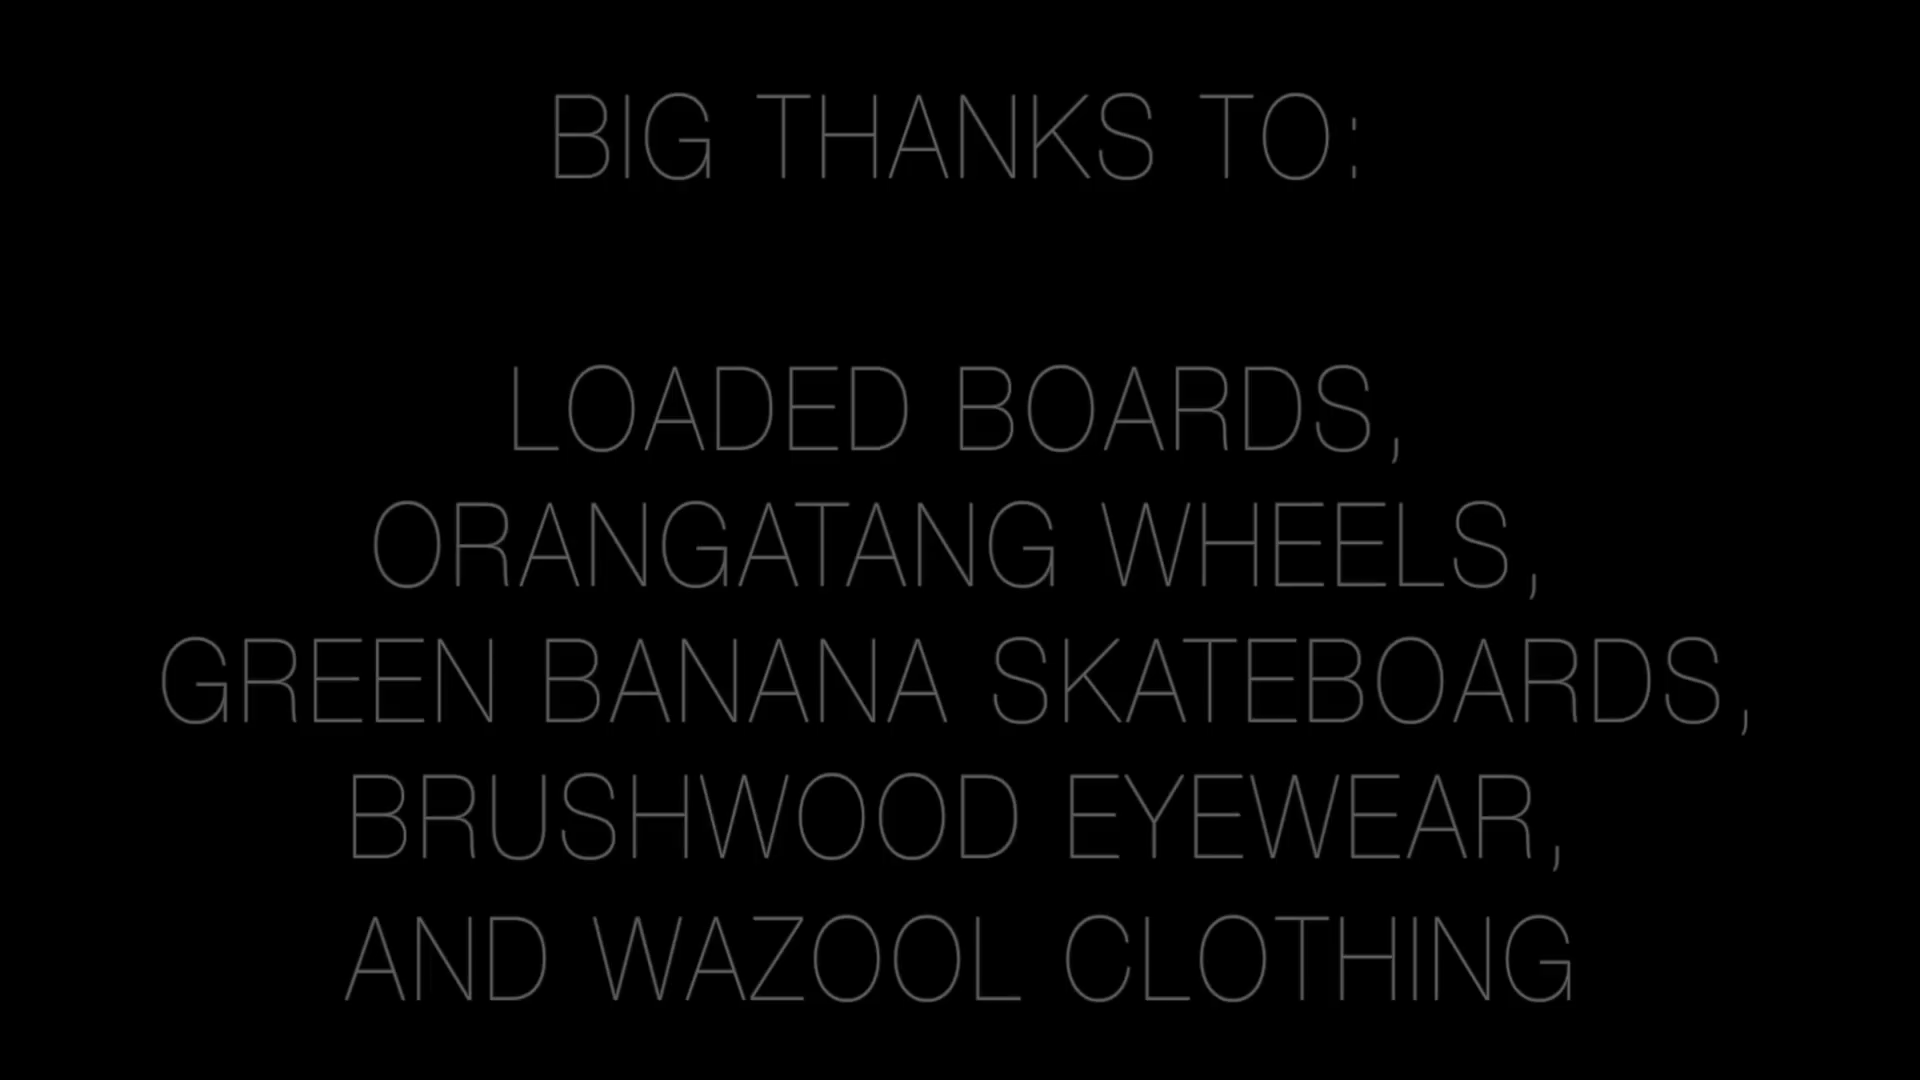 BIG THANKS TO:
LOADED BOARDS,
ORANGATANG WHEELS,
GREEN BANANA SKATEBOARDS,
BRUSHWOOD EYEWEAR,
AND WAZOOL CLOTHING